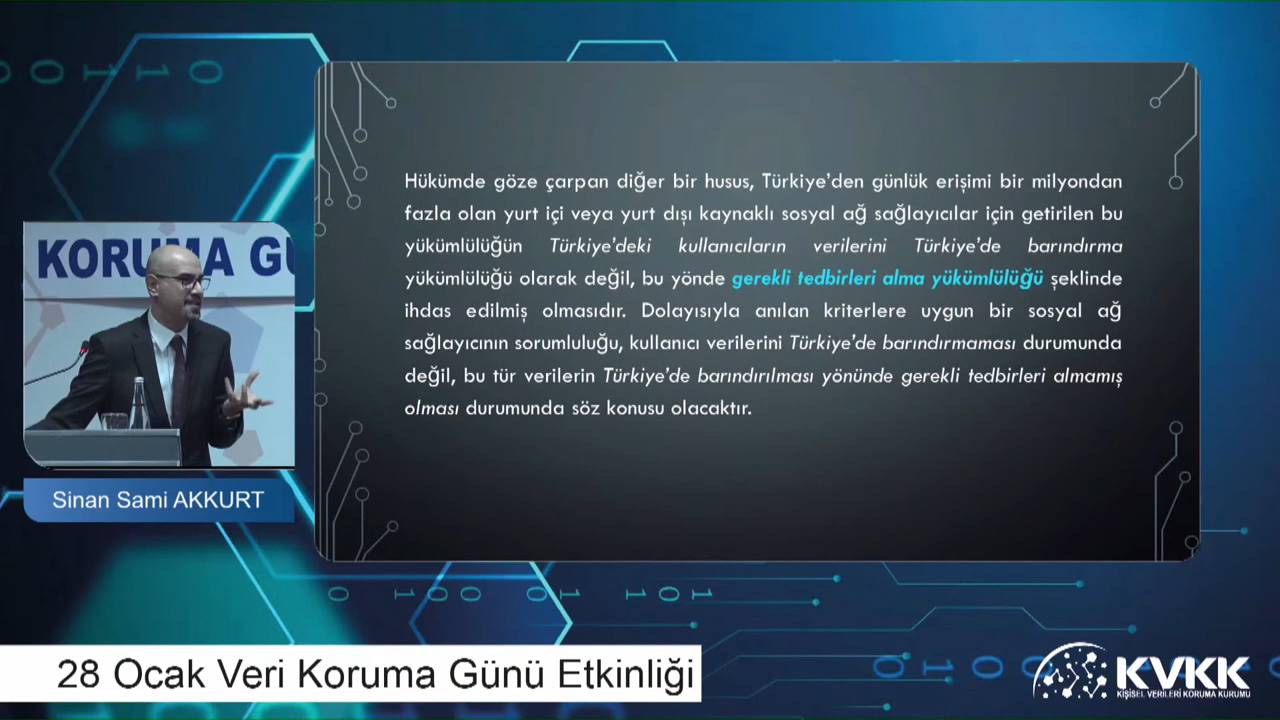 Hükümde göze çarpan diğer bir husus, Türkiye’den günlük erişimi bir milyondan
fazla olan yurt içi veya yurt dışı kaynaklı sosyal ağ sağlayıcılar için getirilen bu
yükümlülüğün Türkiye’deki kullanıcıların verilerini Türkiye’de barındırma
yükümlülüğü olarak değil, bu yönde gerekli tedbirleri alma yükümlülüğü şeklinde
ihdas edilmiş olmasıdır. Dolayısıyla anılan kriterlere uygun bir sosyal ağ
sağlayıcının sorumluluğu, kullanıcı verilerini Türkiye’de barındırmaması durumunda
değil, bu tür verilerin Türkiye’de barındırılması yönünde gerekli tedbirleri almamış
olması durumunda söz konusu olacaktır.
KORUMA GÜ
Sinan Sami AKKURT
28 Ocak Veri Koruma Günü Etkinliği
KVKK
KİŞİSEL VERİLERİ KORUMA KURUMU